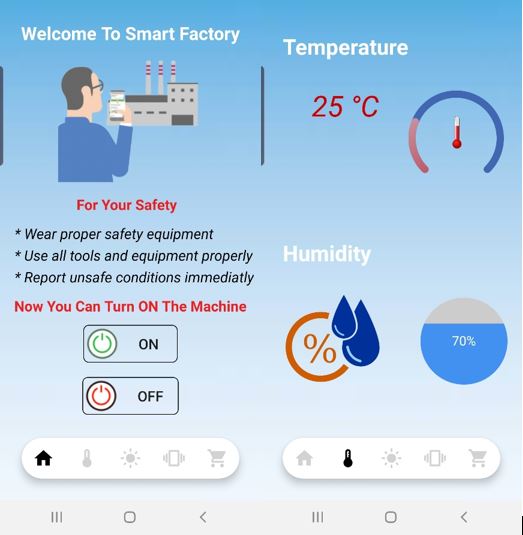 Welcome To Smart Factory
For Your Safety
* Wear proper safety equipment
* Use all tools and equipment properly
* Report unsafe conditions immediatly
Now You Can Turn ON The Machine
ON
OFF
Temperature
25 °C
Humidity
%
70%